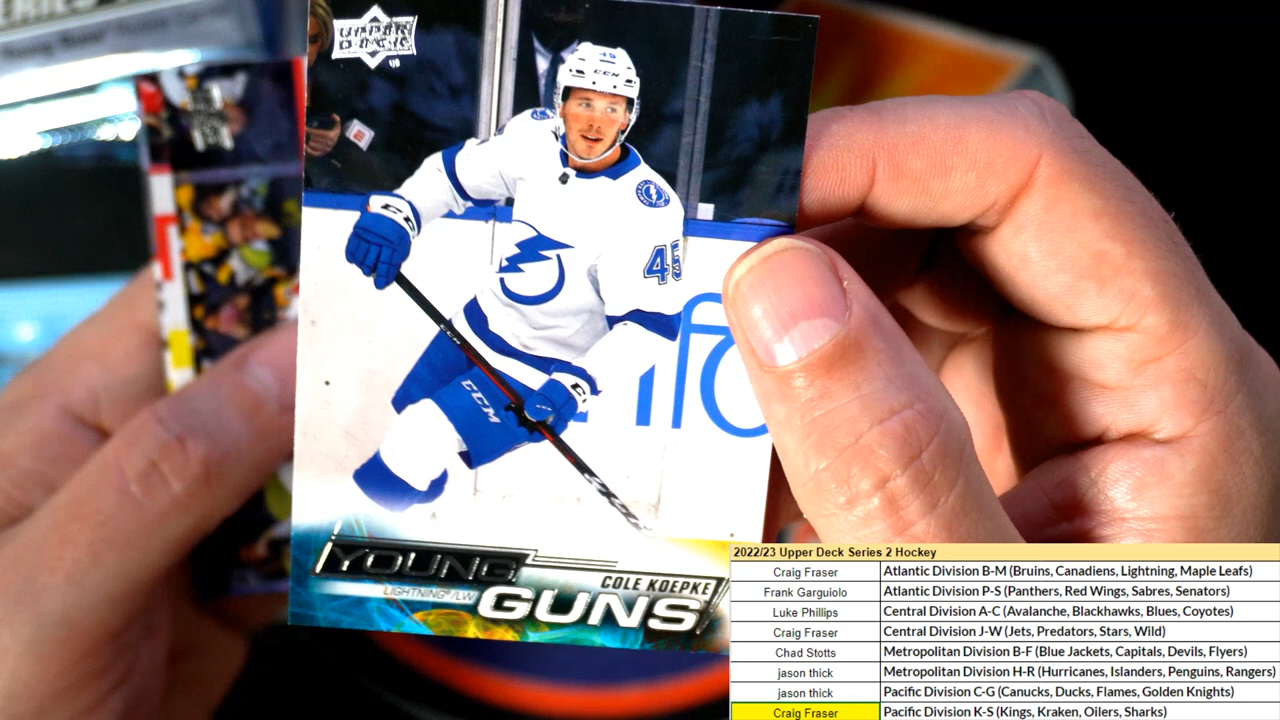 SERIES
UPPER
DECK
45
CCM
45
CCM
CCM
YOUNG
COLE KOEPKE
LIGHTNING®/LW
GUNS
2022/23 Upper Deck Series 2 Hockey
Craig Fraser Atlantic Division B-M (Bruins, Canadiens, Lightning, Maple Leafs)
Frank Garguiolo Atlantic Division P-S (Panthers, Red Wings, Sabres, Senators)
Luke Phillips Central Division A-C (Avalanche, Blackhawks, Blues, Coyotes)
Craig Fraser Central Division J-W (Jets, Predators, Stars, Wild)
Chad Stotts Metropolitan Division B-F (Blue Jackets, Capitals, Devils, Flyers)
jason thick Metropolitan Division H-R (Hurricanes, Islanders, Penguins, Rangers)
jason thick Pacific Division C-G (Canucks, Ducks, Flames, Golden Knights)
Craig Fraser Pacific Division K-S (Kings, Kraken, Oilers, Sharks)